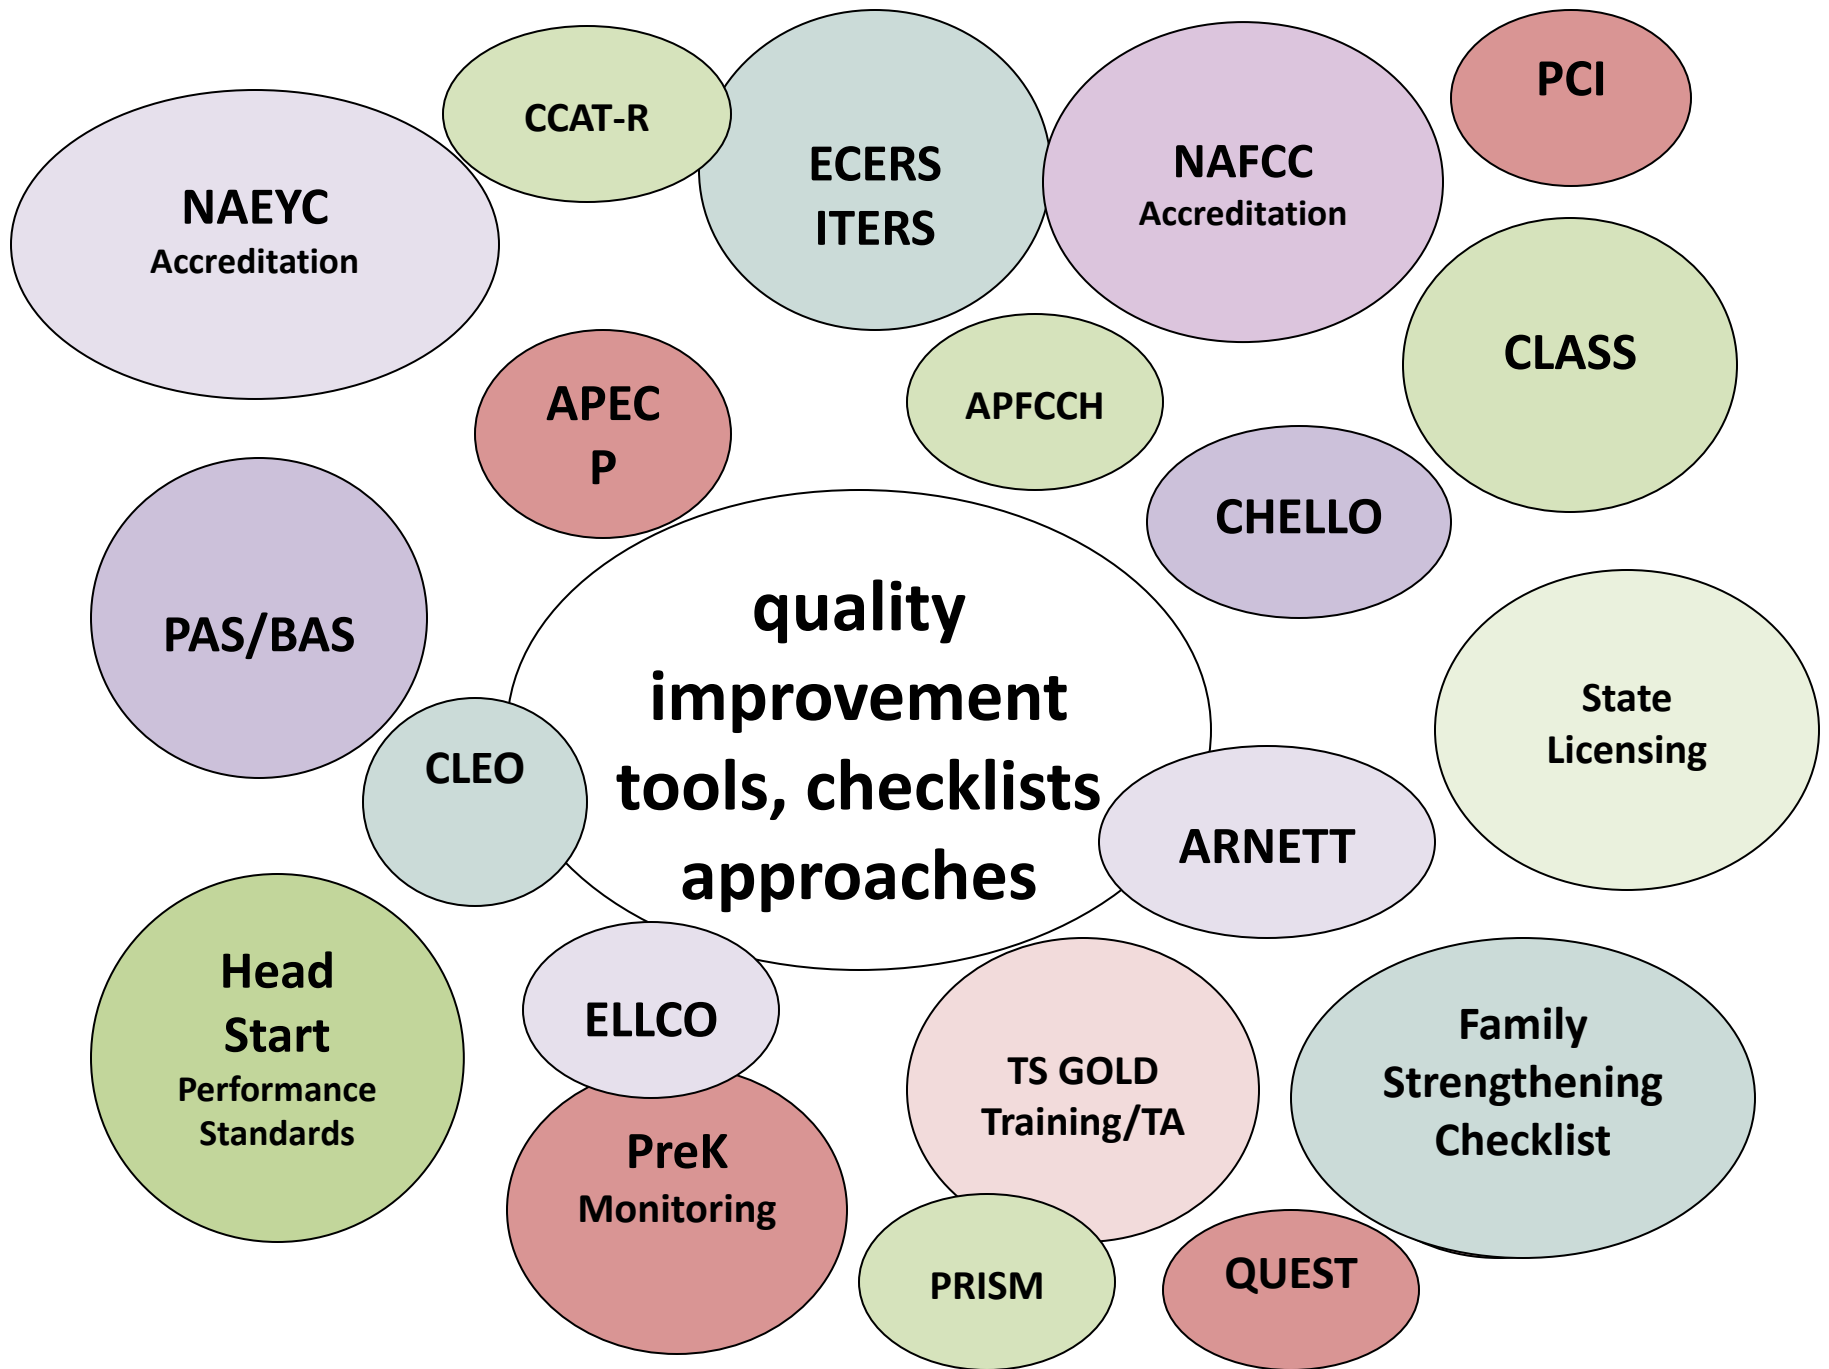 CCAT-R
ECERS
ITERS
NAFCC
Accreditation
PCI
NAEYC
Accreditation
CLASS
APEC
P
APFCCH
CHELLO
PAS/BAS
quality
improvement
tools, checklists
approaches
State
Licensing
CLEO
ARNETT
Head
Start
Performance
Standards
ELLCO
TS GOLD
Training/TA
Family
Strengthening
Checklist
PreK
Monitoring
PRISM
QUEST